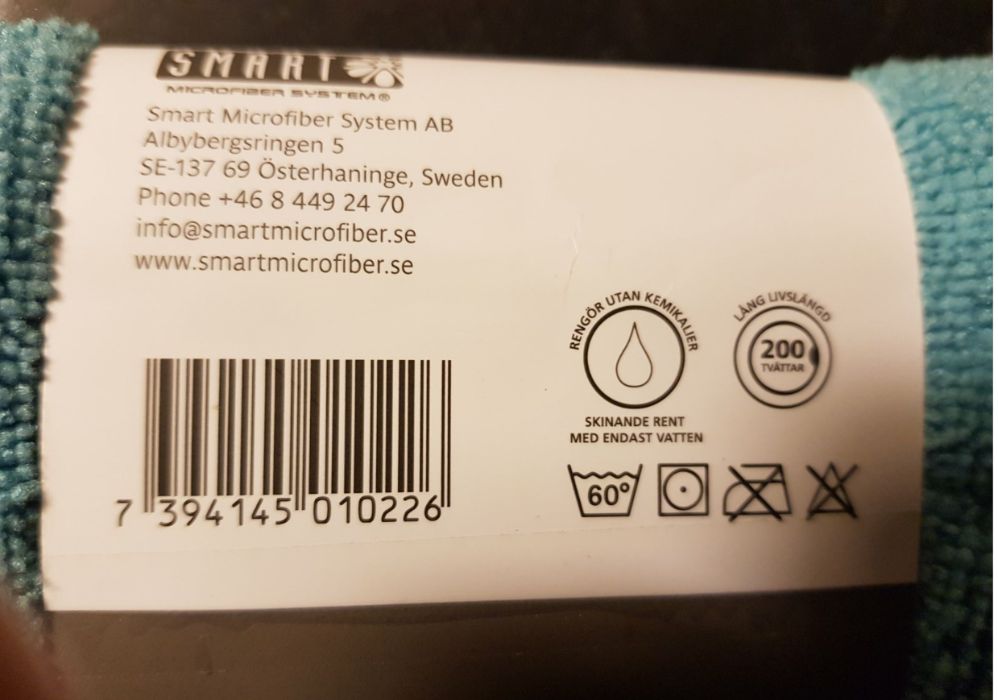 SMART
MICROFIBER SYSTEM®
Smart Microfiber System AB
Albybergsringen 5
SE-137 69 Österhaninge, Sweden
Phone +46 8 449 24 70
info@smartmicrofiber.se
www.smartmicrofiber.se
RENGÖR UTAN KEMIKALIER
SKINANDE RENT
MED ENDAST VATTEN
LÅNG LIVSLÄNGD
200
TVÄTTAR
60°
7 394145 010226